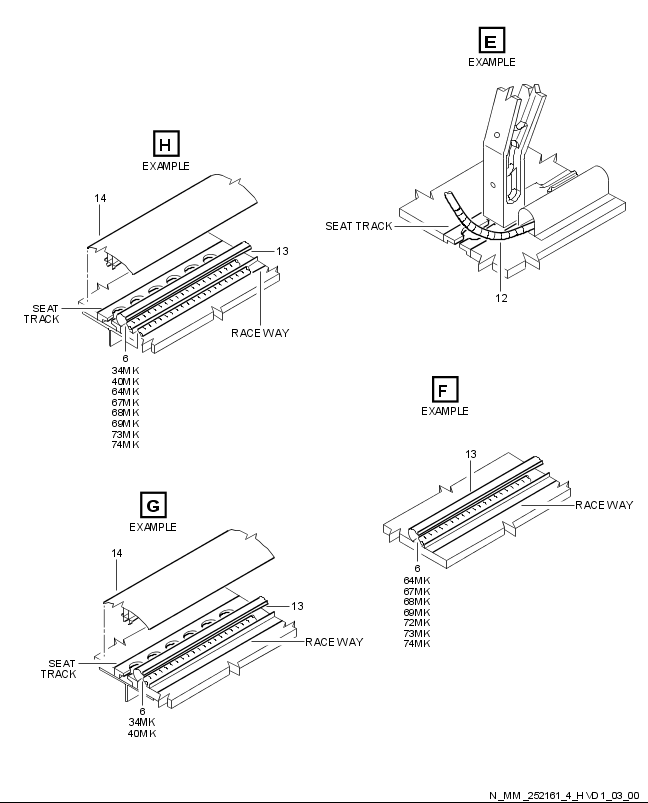 E
EXAMPLE
SEAT TRACK
12
H
EXAMPLE
14
13
SEAT
TRACK
RACEWAY
6
34MK
40MK
64MK
67MK
68MK
69MK
73MK
74MK
F
EXAMPLE
13
RACEWAY
6
64MK
67MK
68MK
69MK
72MK
73MK
74MK
G
EXAMPLE
14
13
RACEWAY
SEAT
TRACK
6
34MK
40MK
N_MM_252161_4_HVD1_03_00